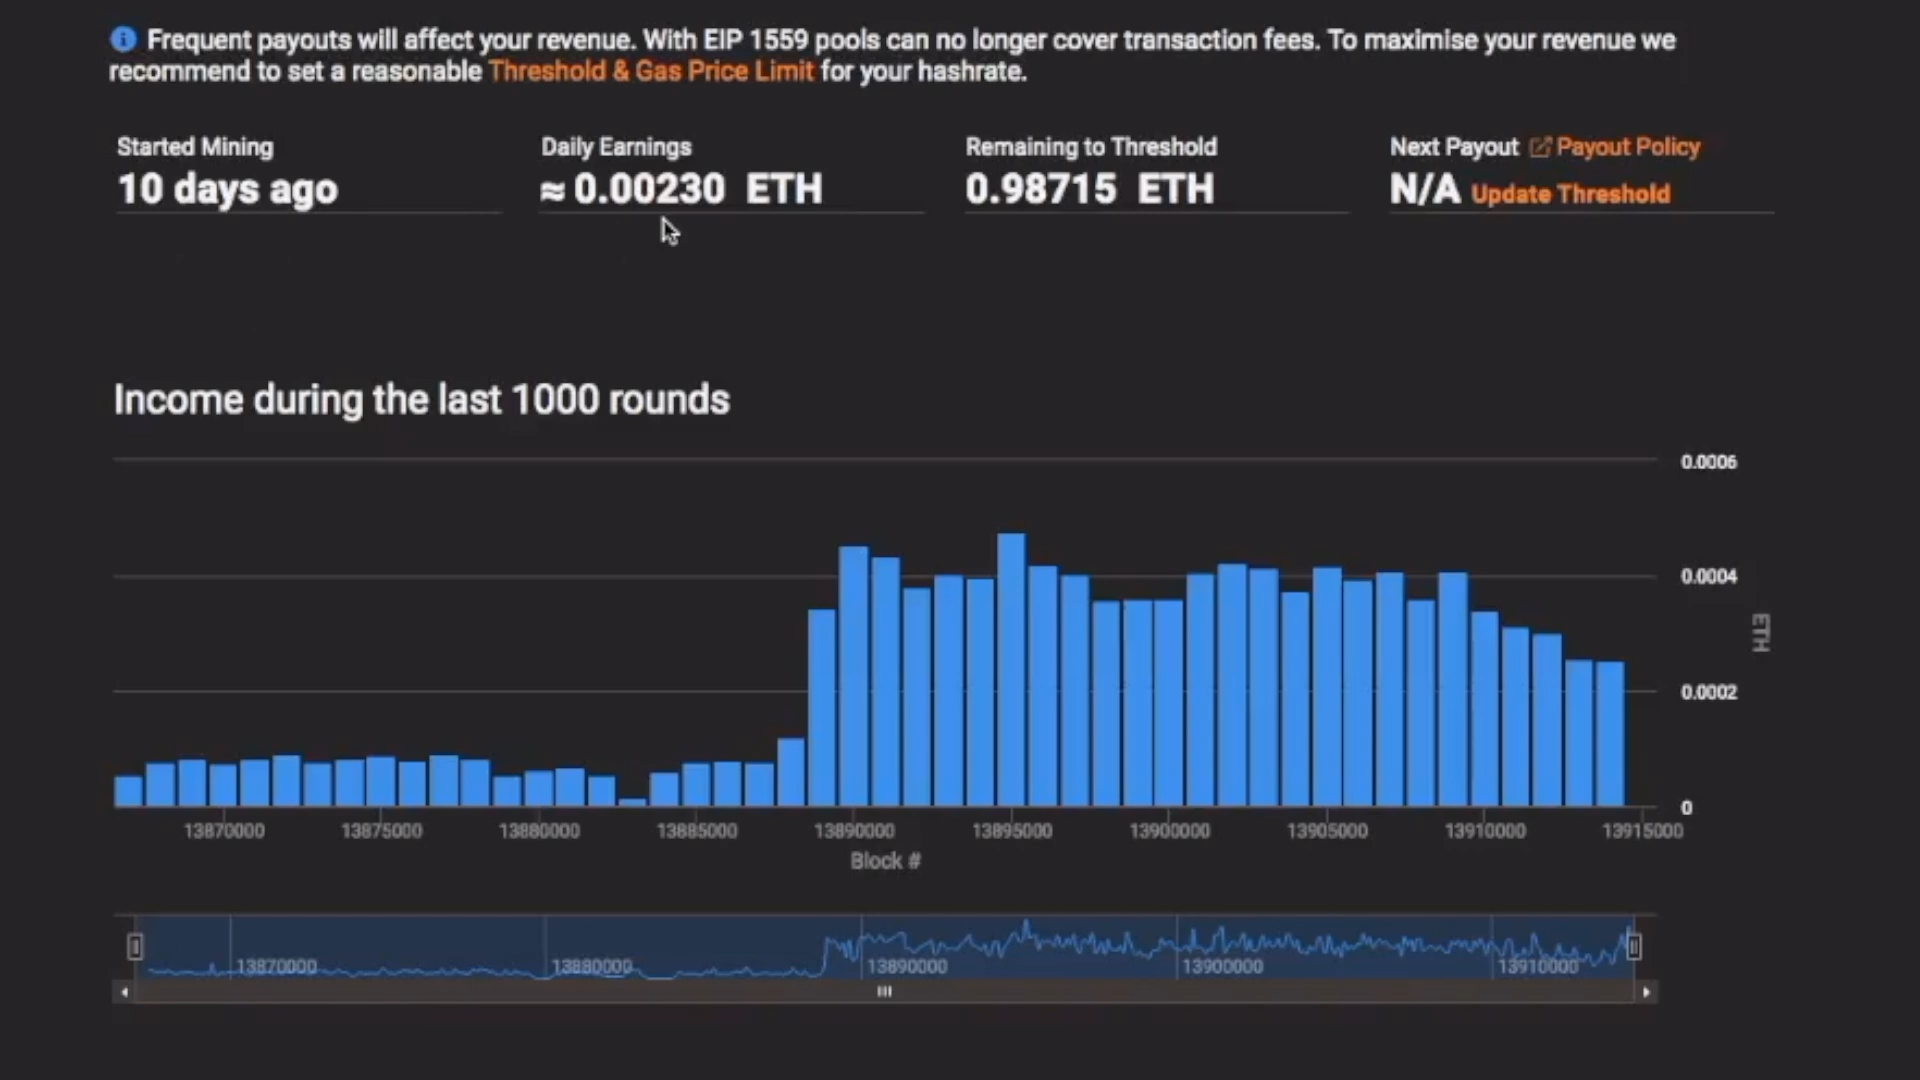 Frequent payouts will affect your revenue. With EIP 1559 pools can no longer cover transaction fees. To maximise your revenue we
recommend to set a reasonable Threshold & Gas Price Limit for your hashrate.
Started Mining
10 days ago
Daily Earnings
≈ 0.00230 ETH
Remaining to Threshold
0.98715 ETH
Next Payout Payout Policy
N/A Update Threshold
Income during the last 1000 rounds
0.0006
0.0004
0.0002
0
ETH
13870000 13875000 13880000 13885000 13890000 13895000 13900000 13905000 13910000 13915000
Block #
13870000 13880000 13890000 13900000 13910000